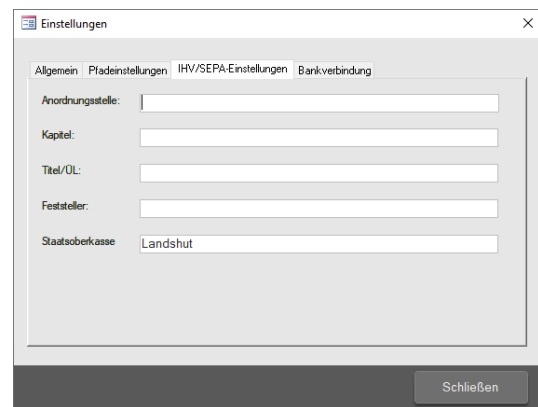 Einstellungen
Allgemein Pfadeinstellungen IHV/SEPA-Einstellungen Bankverbindung
Anordnungsstelle:
Kapitel:
Titel/ÜL:
Feststeller:
Staatsoberkasse Landshut
Schließen